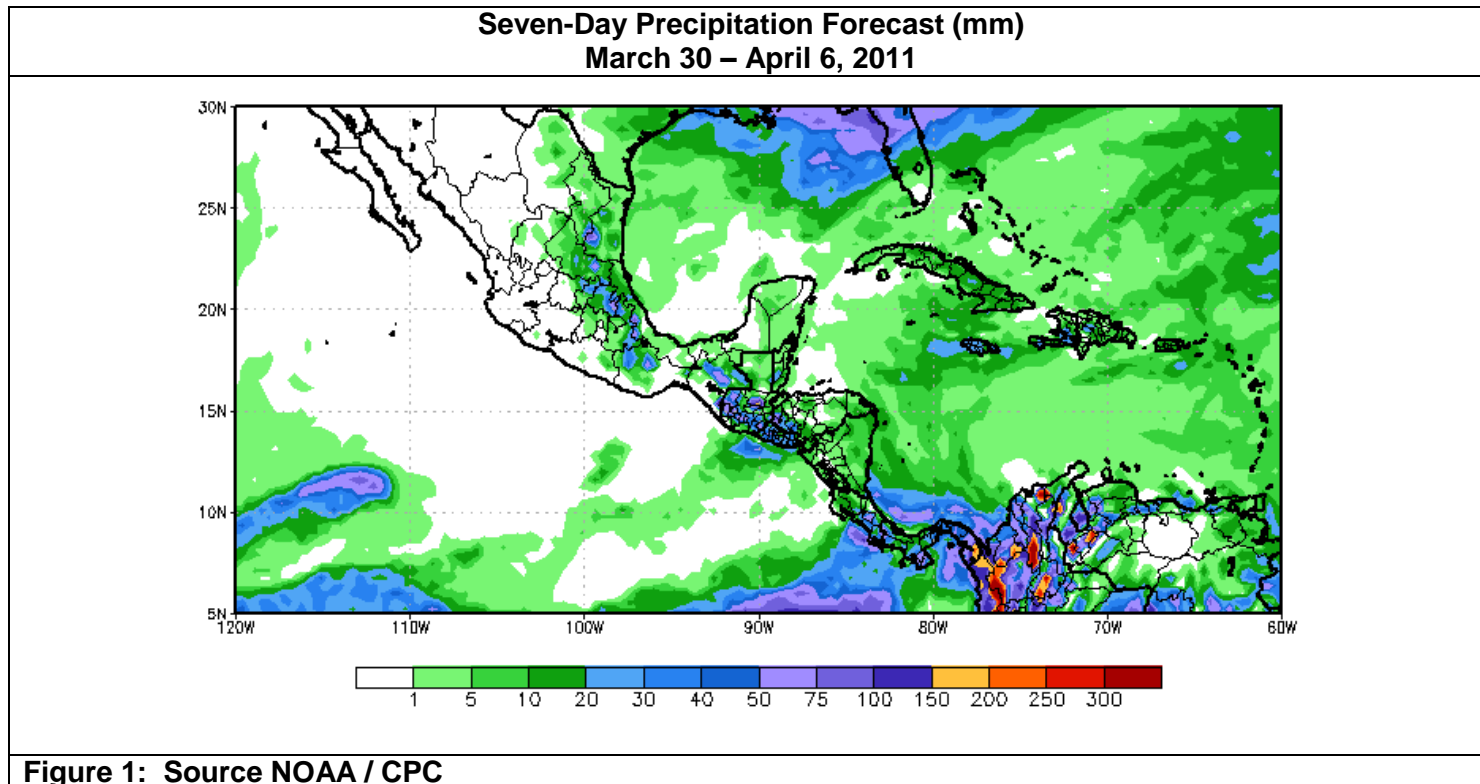 Seven-Day Precipitation Forecast (mm)
March 30 – April 6, 2011
30N
25N
20N
15N
10N
5N
120W 110W 100W 90W 80W 70W 60W
1 5 10 20 30 40 50 75 100 150 200 250 300
Figure 1: Source NOAA / CPC